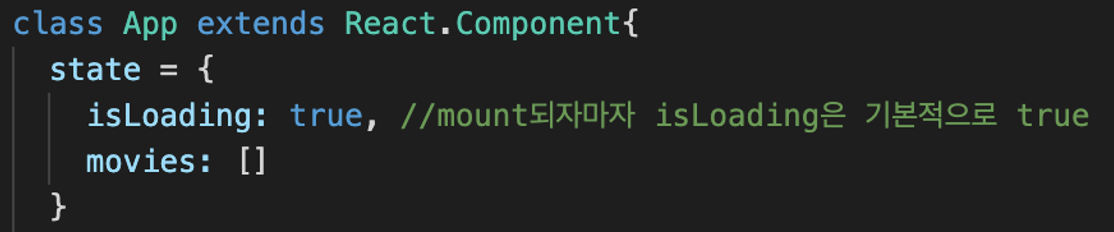 class App extends React.Component{
state = {
isLoading: true, //mount되자마자 isLoading은 기본적으로 true
movies: []
}